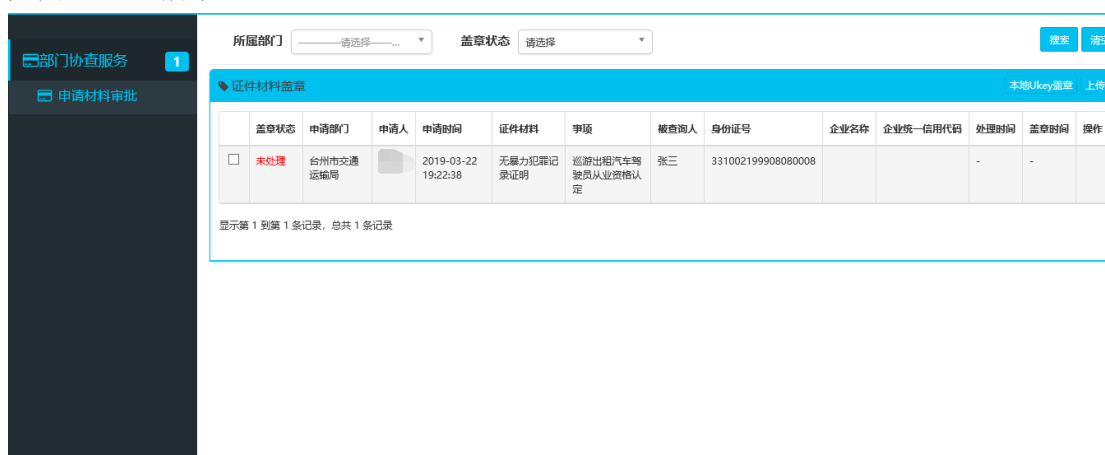 所属部门 ————请选择——... 盖章状态 请选择 搜索
部门协查服务 1
申请材料审批
证件材料盖章 本地Ukey盖章 上传
盖章状态 申请部门 申请人 申请时间 证件材料 事项 被查询人 身份证号 企业名称 企业统一信用代码 处理时间 盖章时间 操作
未处理 台州市交通 2019-03-22 无暴力犯罪记 巡游出租汽车驾 张三 331002199908080008 - -
运输局 19:22:38 录证明 驶员从业资格认
定
显示第 1 到第 1 条记录，总共 1 条记录